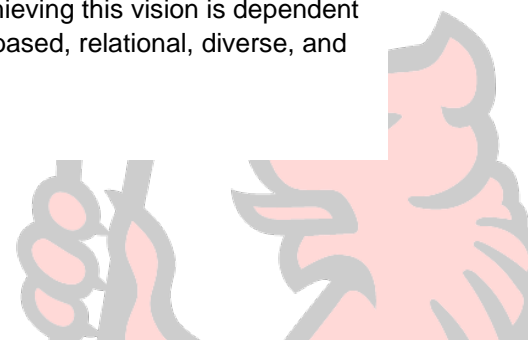 hieving this vision is dependent
based, relational, diverse, and